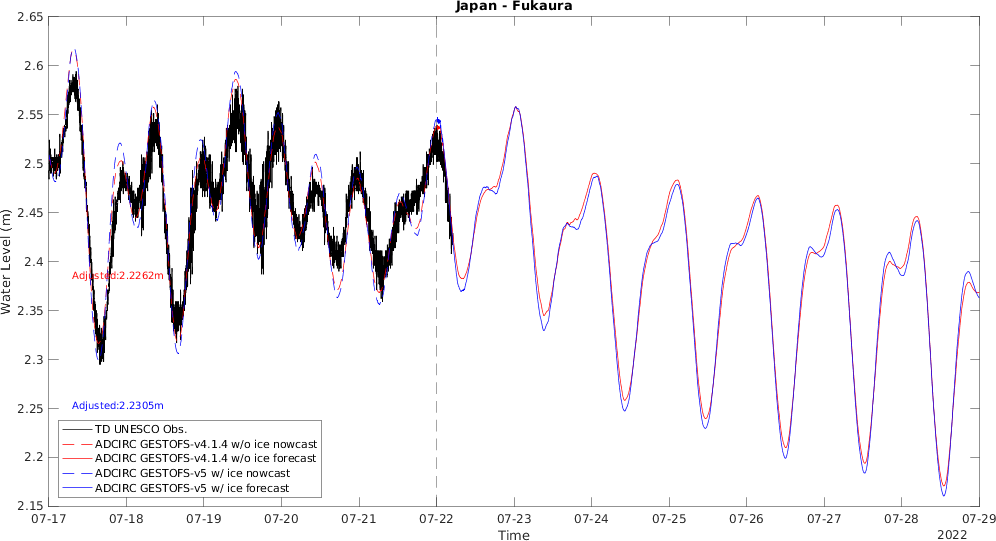 Japan - Fukaura
Water Level (m)
2.65
2.6
2.55
2.5
2.45
2.4
2.35
2.3
2.25
2.2
2.15
Adjusted:2.2262m
Adjusted:2.2305m
TD UNESCO Obs.
ADCIRC GESTOFS-v4.1.4 w/o ice nowcast
ADCIRC GESTOFS-v4.1.4 w/o ice forecast
ADCIRC GESTOFS-v5 w/ ice nowcast
ADCIRC GESTOFS-v5 w/ ice forecast
07-17 07-18 07-19 07-20 07-21 07-22 07-23 07-24 07-25 07-26 07-27 07-28 07-29
Time
2022